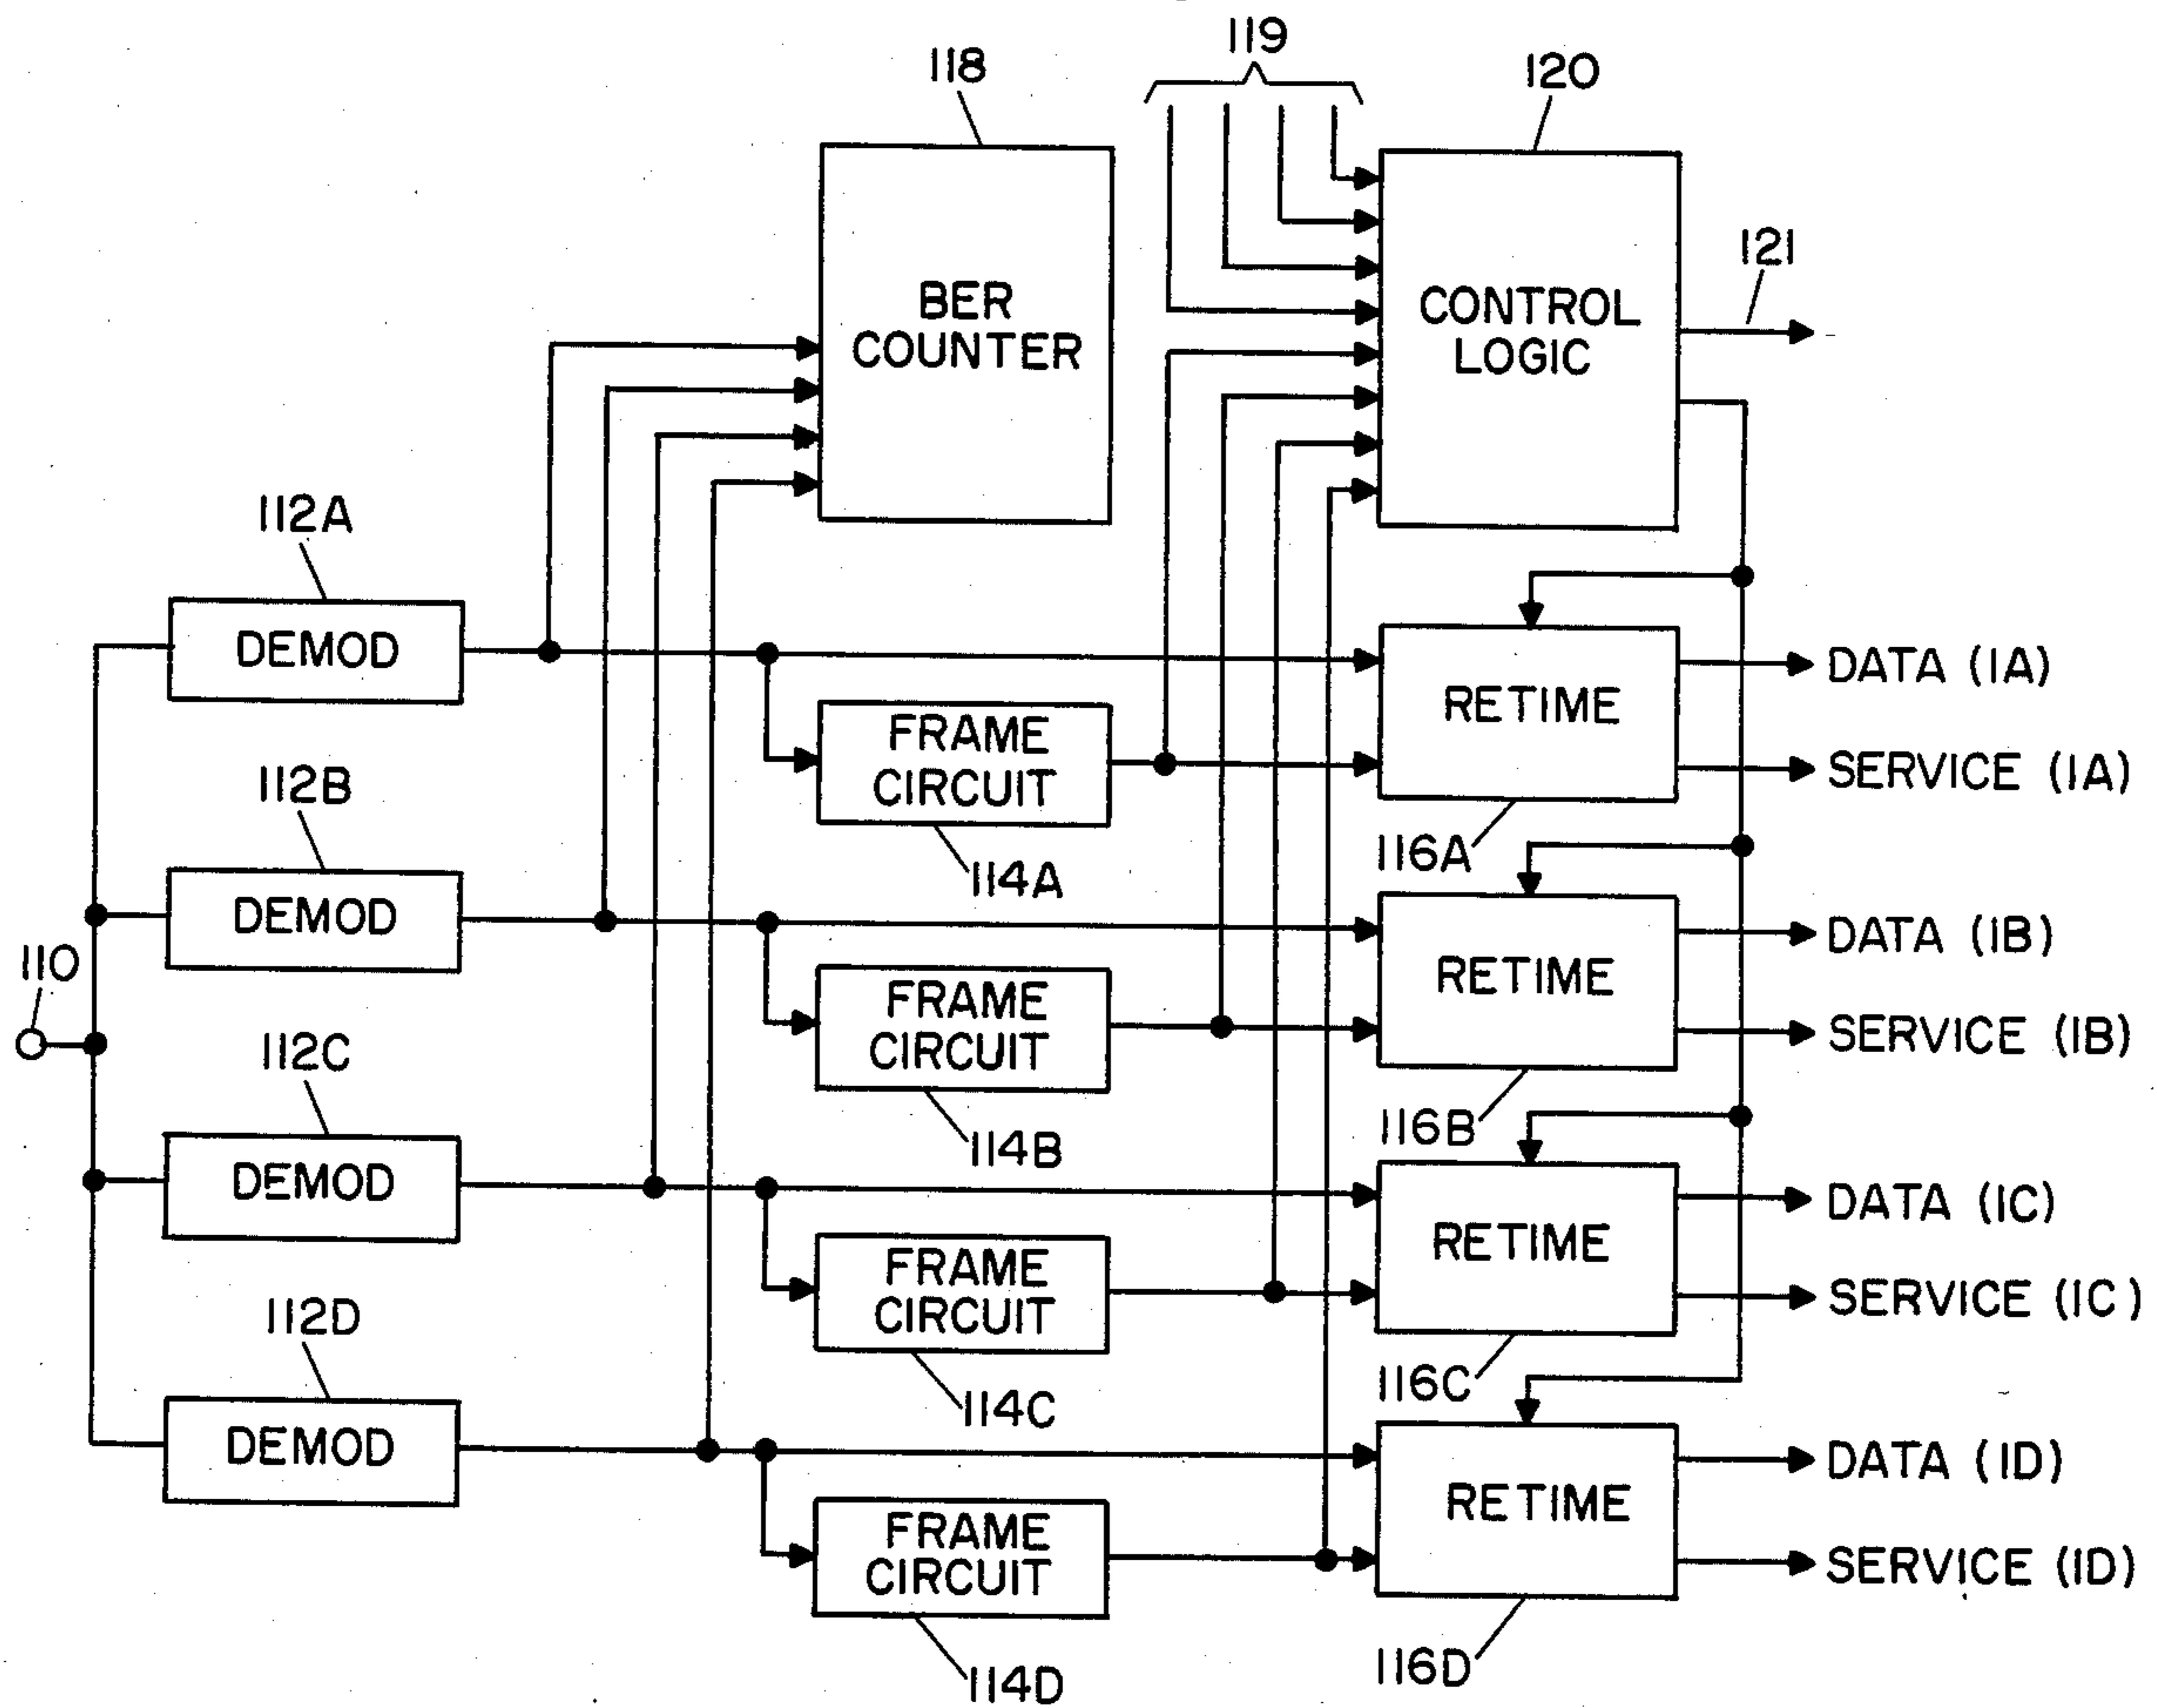 119
118
120
BER
COUNTER
CONTROL
LOGIC
121
112A
DEMOD
RETIME
DATA (1A)
SERVICE (1A)
FRAME
CIRCUIT
114A
116A
112B
DEMOD
RETIME
DATA (1B)
SERVICE (1B)
110
FRAME
CIRCUIT
114B
116B
112C
DEMOD
RETIME
DATA (1C)
SERVICE (1C)
FRAME
CIRCUIT
114C
116C
112D
DEMOD
RETIME
DATA (1D)
SERVICE (1D)
FRAME
CIRCUIT
114D
116D